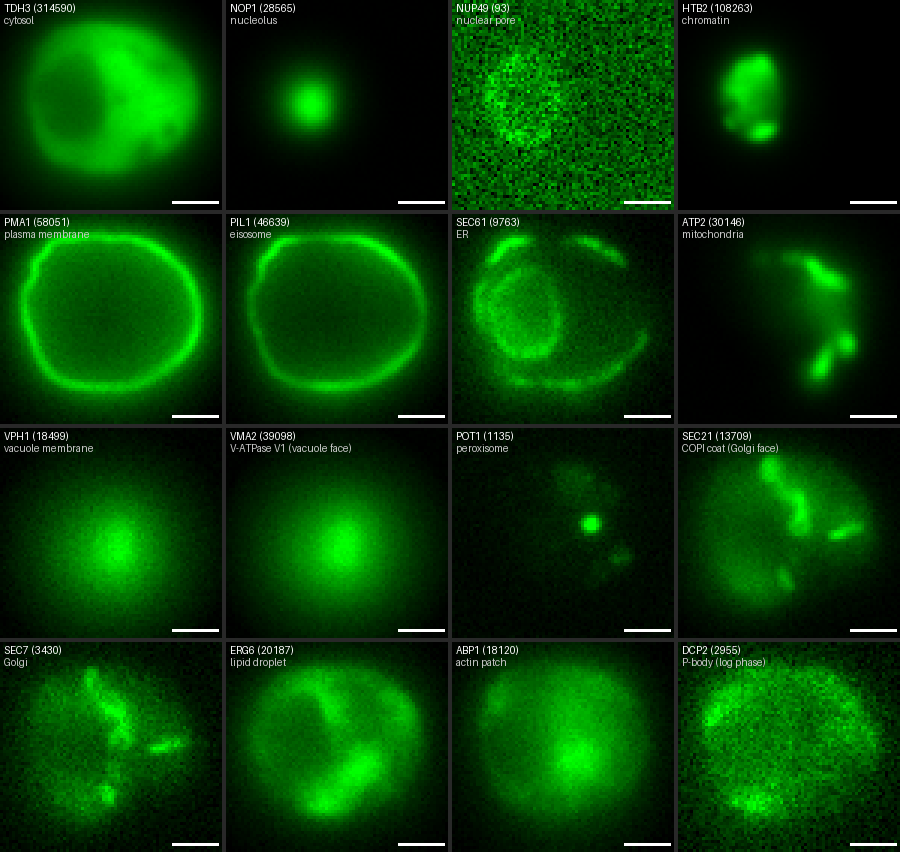 TDH3 (314590)
cytosol
NOP1 (28565)
nucleolus
NUP49 (93)
nuclear pore
HTB2 (108263)
chromatin
PMA1 (58051)
plasma membrane
PIL1 (46639)
eisosome
SEC61 (9763)
ER
ATP2 (30146)
mitochondria
VPH1 (18499)
vacuole membrane
VMA2 (39098)
V-ATPase V1 (vacuole face)
POT1 (1135)
peroxisome
SEC21 (13709)
COPI coat (Golgi face)
SEC7 (3430)
Golgi
ERG6 (20187)
lipid droplet
ABP1 (18120)
actin patch
DCP2 (2955)
P-body (log phase)